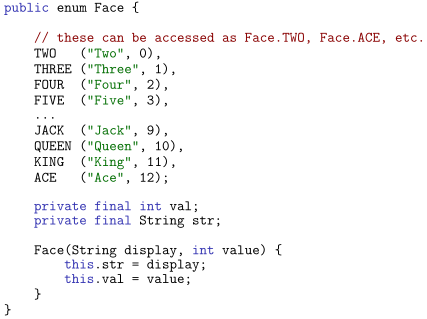 public enum Face {
// these can be accessed as Face.TWO, Face.ACE, etc.
TWO ("Two", 0),
THREE ("Three", 1),
FOUR ("Four", 2),
FIVE ("Five", 3),
...
JACK ("Jack", 9),
QUEEN ("Queen", 10),
KING ("King", 11),
ACE ("Ace", 12);
private final int val;
private final String str;
Face(String display, int value) {
this.str = display;
this.val = value;
}
}